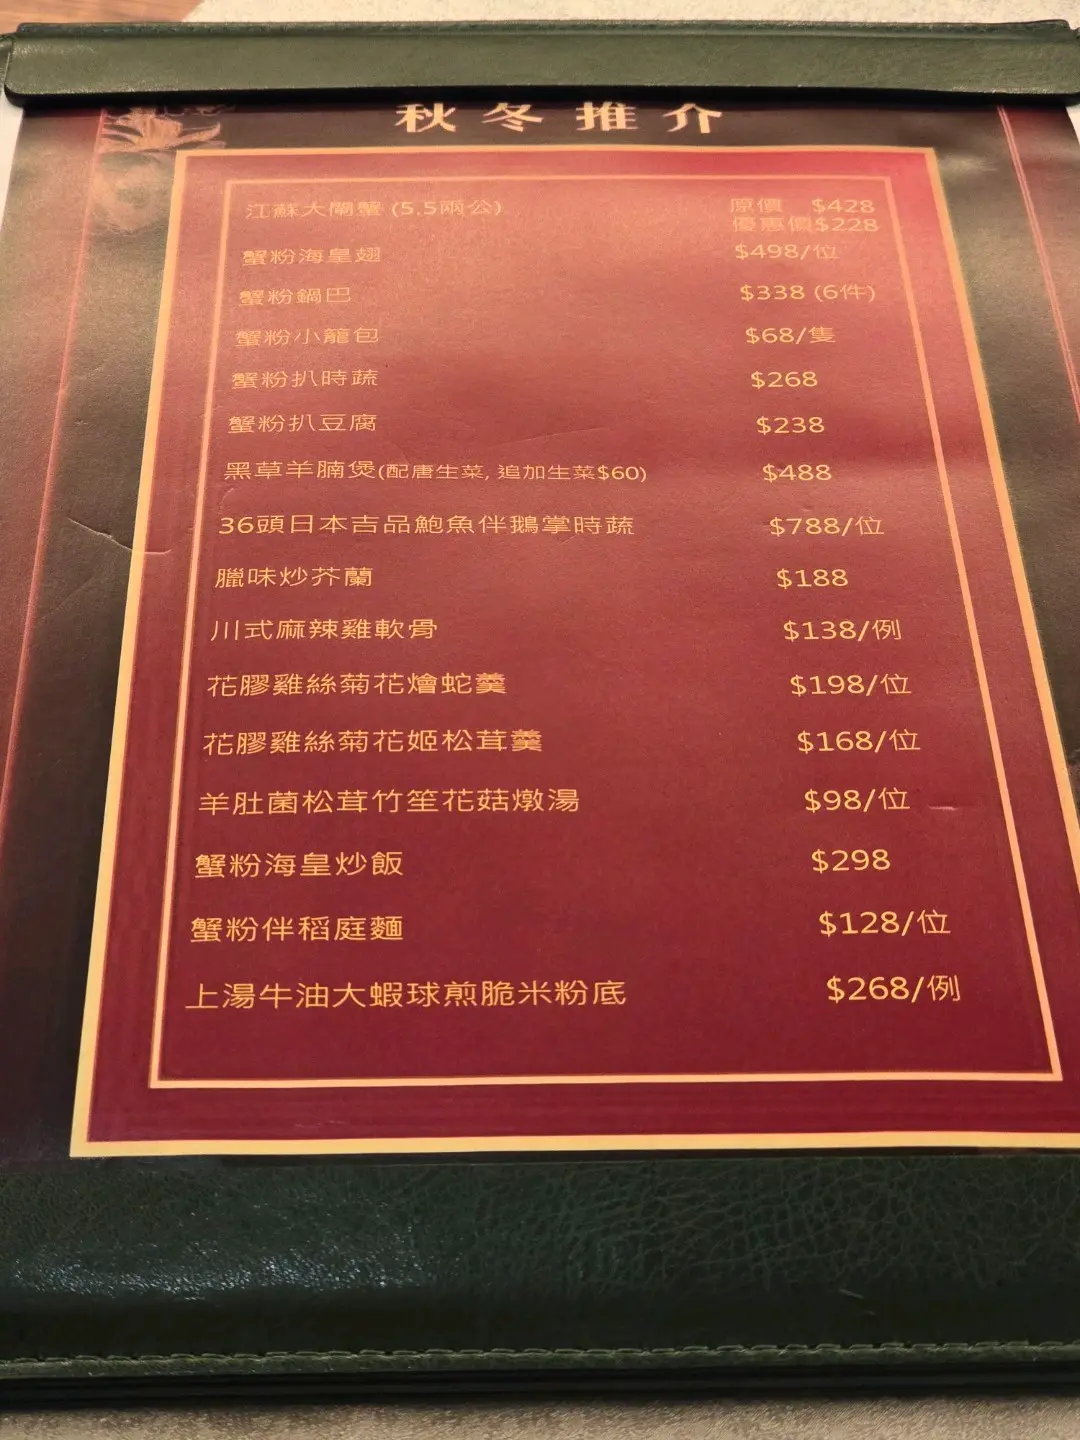 秋冬推介
江蘇大閘蟹 (5.5兩公) 原價 $428
優惠價$228
蟹粉海皇翅 $498/位
蟹粉鍋巴 $338 (6件)
蟹粉小籠包 $68/隻
蟹粉扒時蔬 $268
蟹粉扒豆腐 $238
黑草羊腩煲(配唐生菜, 追加生菜$60) $488
36頭日本吉品鮑魚伴鵝掌時蔬 $788/位
臘味炒芥蘭 $188
川式麻辣雞軟骨 $138/例
花膠雞絲菊花燴蛇羹 $198/位
花膠雞絲菊花姬松茸羹 $168/位
羊肚菌松茸竹笙花菇燉湯 $98/位
蟹粉海皇炒飯 $298
蟹粉伴稻庭麵 $128/位
上湯牛油大蝦球煎脆米粉底 $268/例